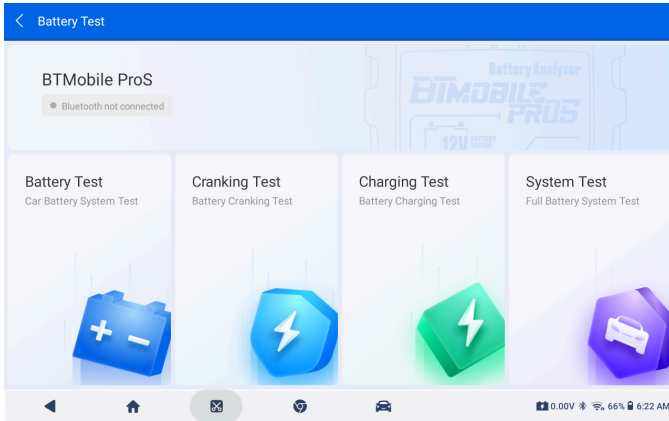 Battery Test
BTMobile ProS
Bluetooth not connected
Battery Analyzer
BTMOBILE
PROS
12V BATTERY
TESTER
Battery Test
Car Battery System Test
Cranking Test
Battery Cranking Test
Charging Test
Battery Charging Test
System Test
Full Battery System Test
0.00V 66% 6:22 AM